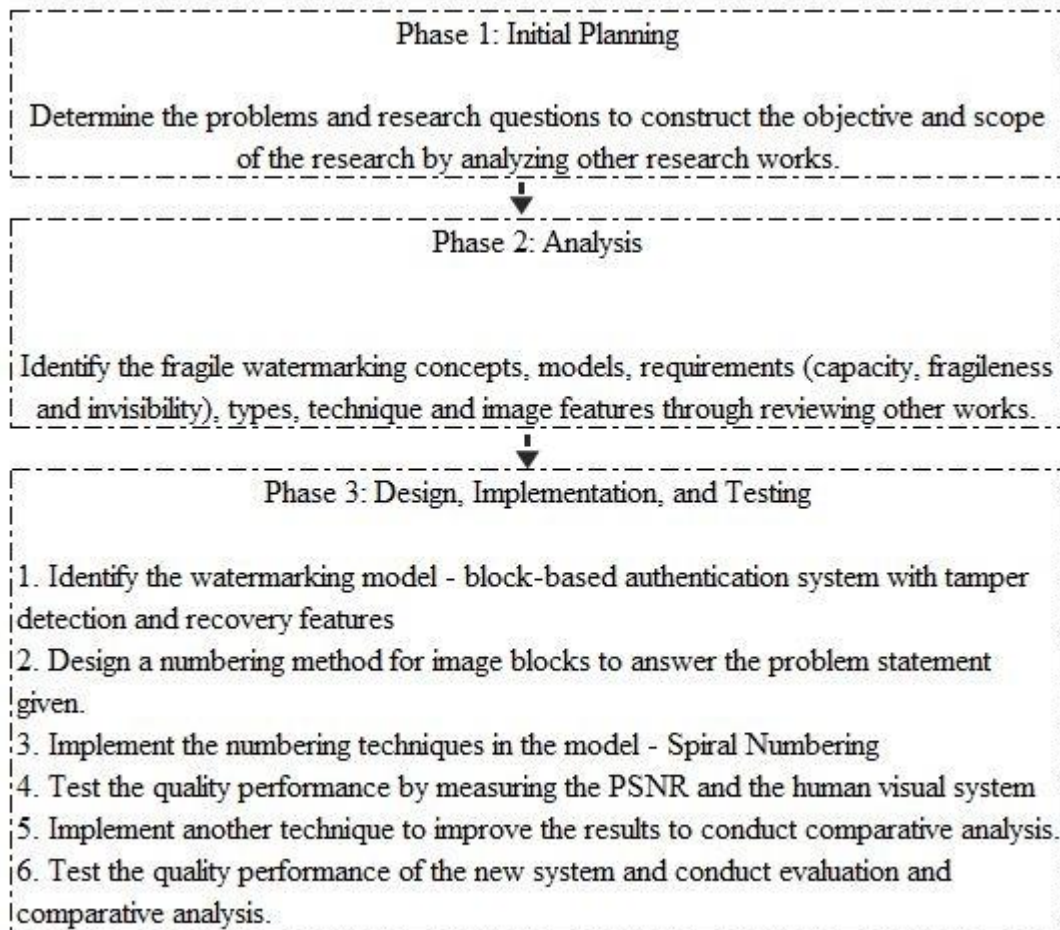 Phase 1: Initial Planning
Determine the problems and research questions to construct the objective and scope
of the research by analyzing other research works.
Phase 2: Analysis
Identify the fragile watermarking concepts, models, requirements (capacity, fragileness
and invisibility), types, technique and image features through reviewing other works.
Phase 3: Design, Implementation, and Testing
1. Identify the watermarking model - block-based authentication system with tamper
detection and recovery features
2. Design a numbering method for image blocks to answer the problem statement
given.
3. Implement the numbering techniques in the model - Spiral Numbering
4. Test the quality performance by measuring the PSNR and the human visual system
5. Implement another technique to improve the results to conduct comparative analysis.
6. Test the quality performance of the new system and conduct evaluation and
comparative analysis.